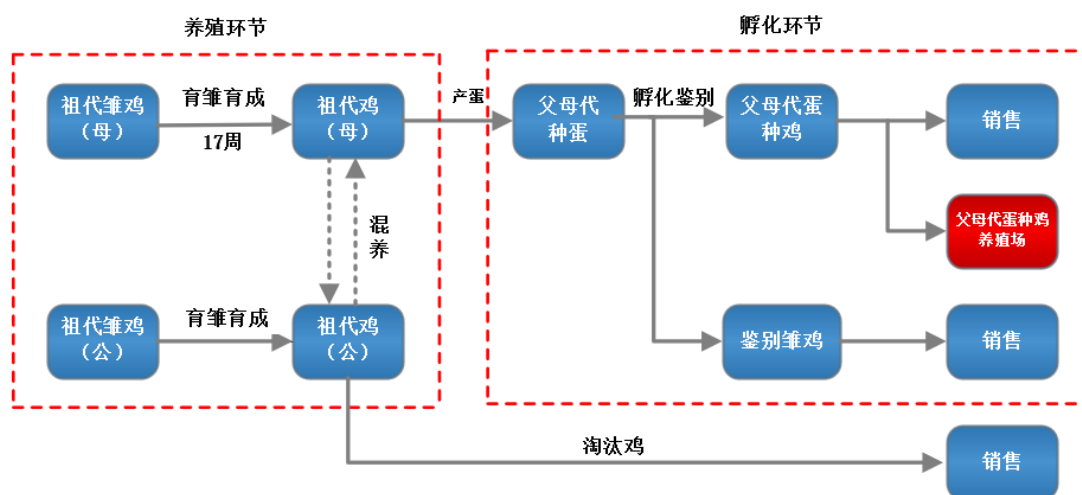 养殖环节
孵化环节
祖代雏鸡
（母）
育雏育成
17周
祖代鸡
（母）
产蛋
父母代
种蛋
孵化鉴别
父母代蛋
种鸡
销售
混养
父母代蛋种鸡
养殖场
祖代雏鸡
（公）
育雏育成
祖代鸡
（公）
鉴别雏鸡
销售
淘汰鸡
销售